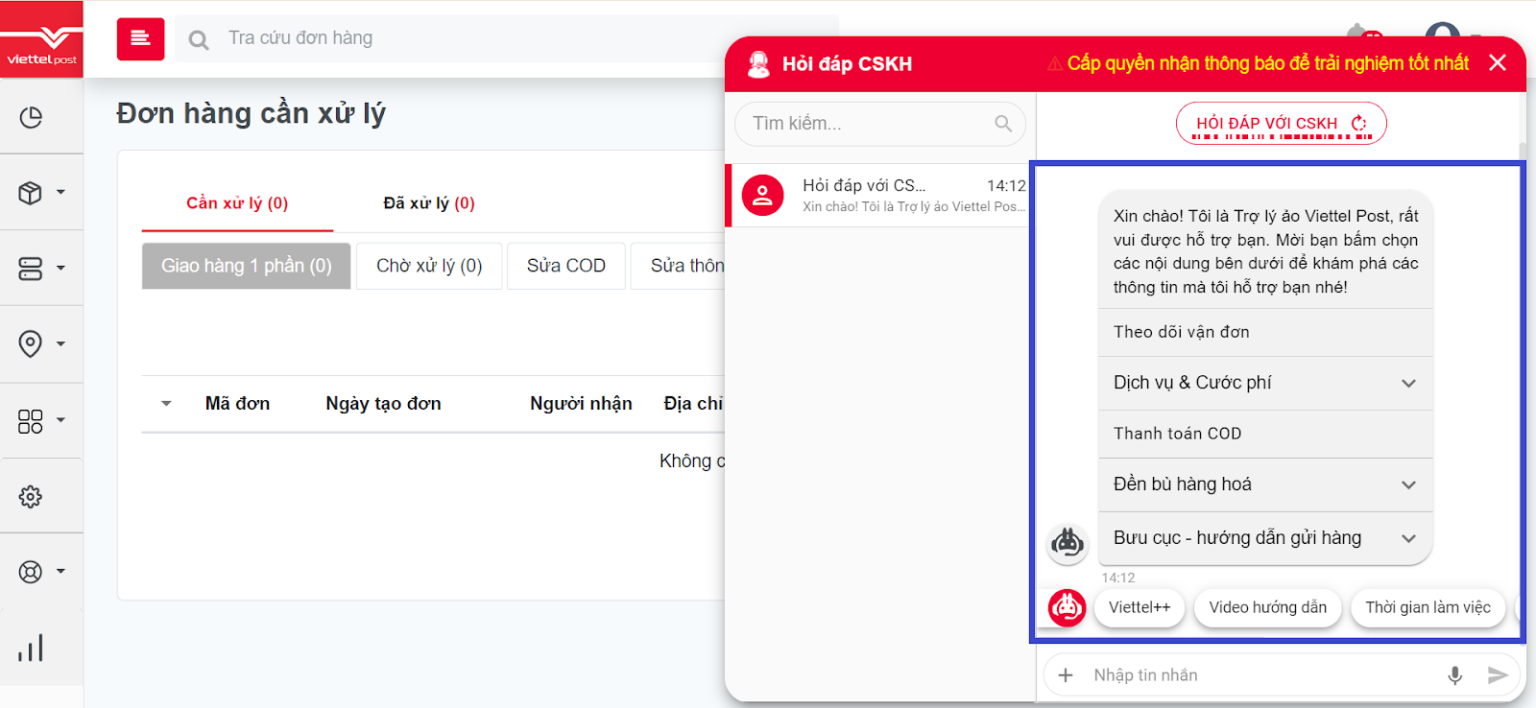 viettel post
Tra cứu đơn hàng
Đơn hàng cần xử lý
Cần xử lý (0)
Đã xử lý (0)
Giao hàng 1 phần (0)
Chờ xử lý (0)
Sửa COD
Sửa thôn
Mã đơn
Ngày tạo đơn
Người nhận
Địa chỉ
Không c
Hỏi đáp CSKH
Cấp quyền nhận thông báo để trải nghiệm tốt nhất
Tìm kiếm...
Hỏi đáp với CS...
14:12
Xin chào! Tôi là Trợ lý ảo Viettel Pos...
HỎI ĐÁP VỚI CSKH
Xin chào! Tôi là Trợ lý ảo Viettel Post, rất
vui được hỗ trợ bạn. Mời bạn bấm chọn
các nội dung bên dưới để khám phá các
thông tin mà tôi hỗ trợ bạn nhé!
Theo dõi vận đơn
Dịch vụ & Cước phí
Thanh toán COD
Đền bù hàng hoá
Bưu cục - hướng dẫn gửi hàng
14:12
Viettel++
Video hướng dẫn
Thời gian làm việc
Nhập tin nhắn